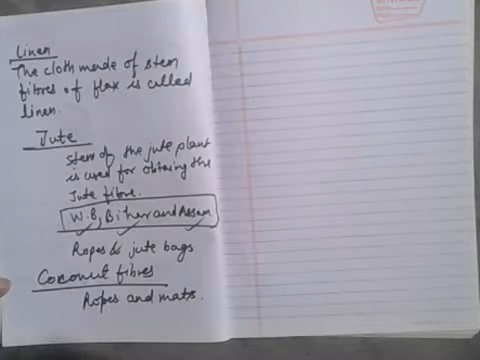 Linen
The cloth made of stem
fibres of flax is called
linen.
Jute
Stem of the jute plant
is used for obtaining the
Jute fibre.
W.B, Bihar and Assam
Ropes & jute bags
Coconut fibres
Ropes and mats.